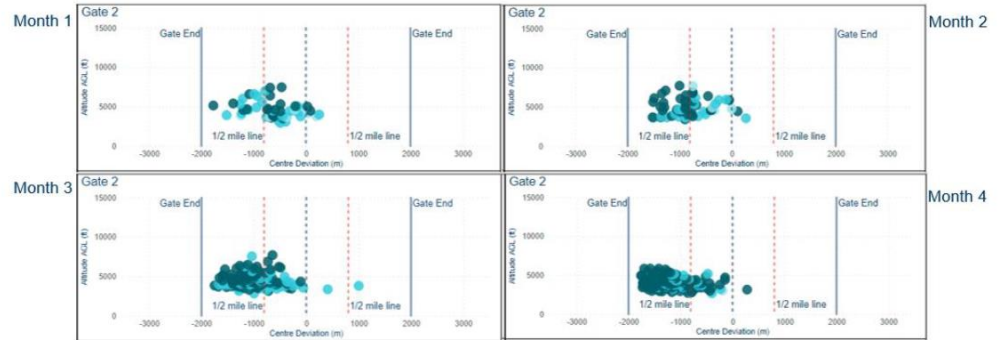 Month 1
Gate 2
15000
10000
5000
0
Altitude AGL (ft)
Gate End
Gate End
1/2 mile line
1/2 mile line
-3000
-2000
-1000
0
1000
2000
3000
Centre Deviation (m)
Month 2
Gate 2
15000
10000
5000
0
Altitude AGL (ft)
Gate End
Gate End
1/2 mile line
1/2 mile line
-3000
-2000
-1000
0
1000
2000
3000
Centre Deviation (m)
Month 3
Gate 2
15000
10000
5000
0
Altitude AGL (ft)
Gate End
Gate End
1/2 mile line
1/2 mile line
-3000
-2000
-1000
0
1000
2000
3000
Centre Deviation (m)
Month 4
Gate 2
15000
10000
5000
0
Altitude AGL (ft)
Gate End
Gate End
1/2 mile line
1/2 mile line
-3000
-2000
-1000
0
1000
2000
3000
Centre Deviation (m)